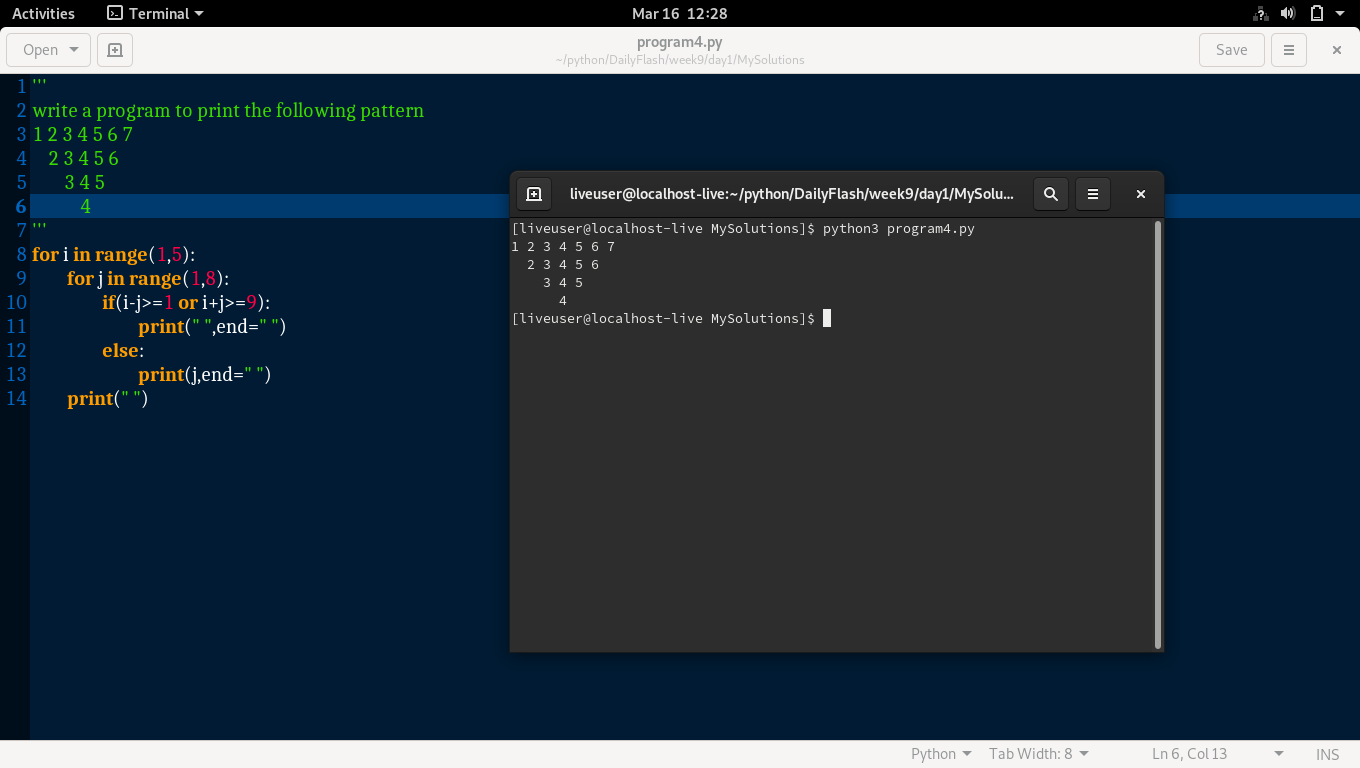 Activities Terminal Mar 16 12:28
Open program4.py Save
~/python/DailyFlash/week9/day1/MySolutions
1 '''
2 write a program to print the following pattern
3 1 2 3 4 5 6 7
4 2 3 4 5 6
5 3 4 5
6 4
7 '''
8 for i in range(1,5):
9 for j in range(1,8):
10 if(i-j>=1 or i+j>=9):
11 print(" ",end=" ")
12 else:
13 print(j,end=" ")
14 print(" ")
liveuser@localhost-live:~/python/DailyFlash/week9/day1/MySolu...
[liveuser@localhost-live MySolutions]$ python3 program4.py
1 2 3 4 5 6 7
2 3 4 5 6
3 4 5
4
[liveuser@localhost-live MySolutions]$
Python Tab Width: 8 Ln 6, Col 13 INS